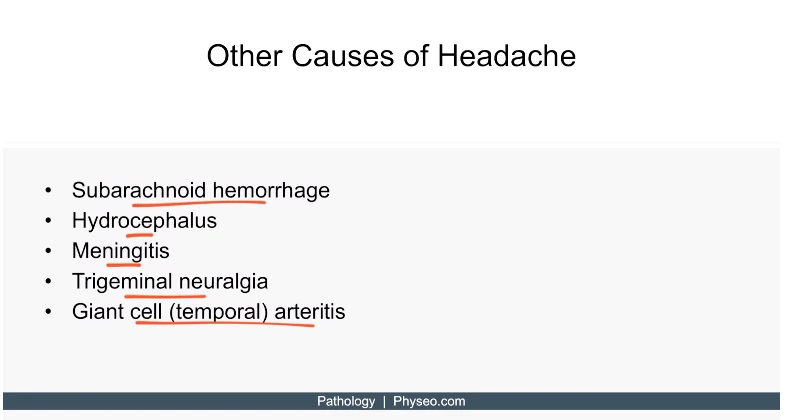 Other Causes of Headache
• Subarachnoid hemorrhage
• Hydrocephalus
• Meningitis
• Trigeminal neuralgia
• Giant cell (temporal) arteritis
Pathology | Physeo.com